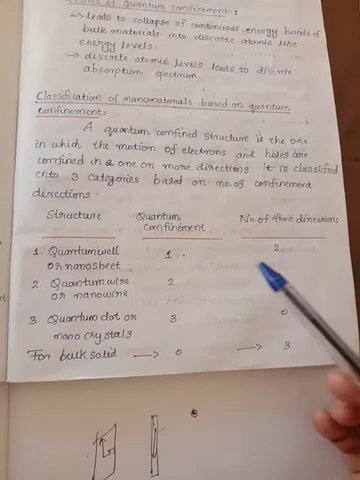 of Quantum confinement :
→ leads to collapse of continuous energy bands of
bulk materials into discrete atomic like
energy levels.
→ discrete atomic levels leads to discrete
absorption spectrum.
Classification of nanomaterials based on quantum
confinement:
A quantum confined structure is the one
in which the motion of electrons and holes are
confined in a one or more directions it is classified
into 3 categories based on no. of confinement
directions.
Structure Quantum Confinement No. of free directions
1. Quantum well or nanosheet 1 2
2. Quantum wire or nanowire 2
3. Quantum dot or nano crystals 3 0
For bulk solid → 0 → 3